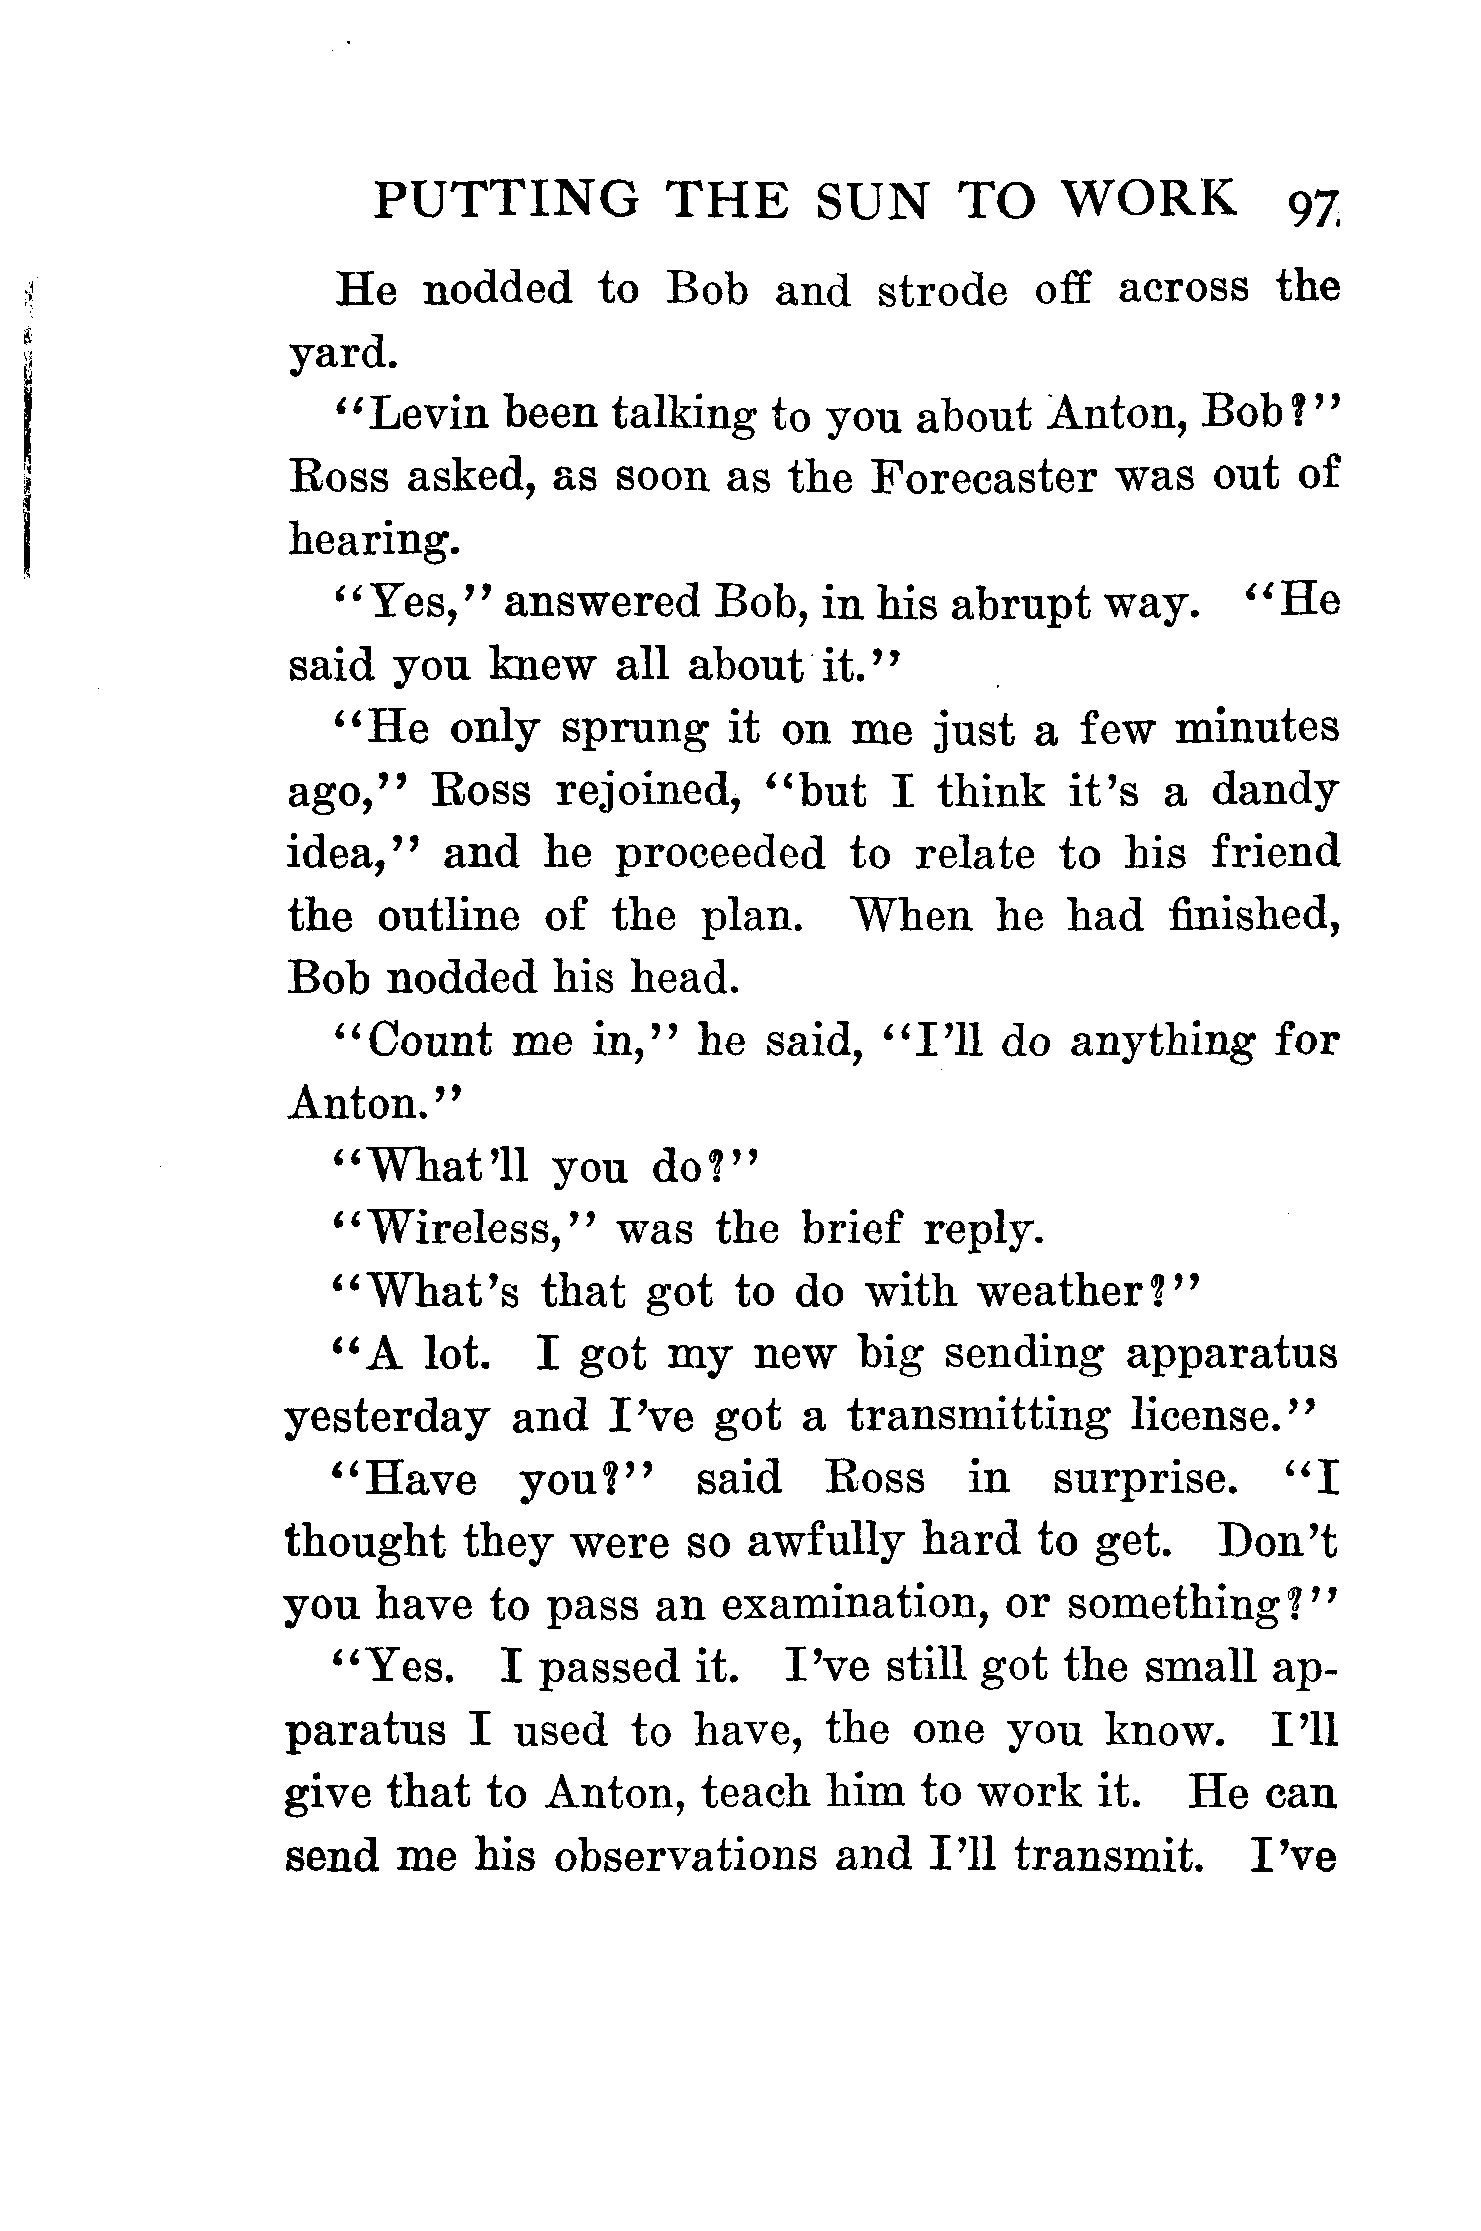 PUTTING THE SUN TO WORK 97
He nodded to Bob and strode off across the
yard.
"Levin been talking to you about Anton, Bob?"
Ross asked, as soon as the Forecaster was out of
hearing.
"Yes," answered Bob, in his abrupt way. "He
said you knew all about it."
"He only sprung it on me just a few minutes
ago," Ross rejoined, "but I think it's a dandy
idea," and he proceeded to relate to his friend
the outline of the plan. When he had finished,
Bob nodded his head.
"Count me in," he said, "I'll do anything for
Anton."
"What'll you do?"
"Wireless," was the brief reply.
"What's that got to do with weather?"
"A lot. I got my new big sending apparatus
yesterday and I've got a transmitting license."
"Have you?" said Ross in surprise. "I
thought they were so awfully hard to get. Don't
you have to pass an examination, or something?"
"Yes. I passed it. I've still got the small ap-
paratus I used to have, the one you know. I'll
give that to Anton, teach him to work it. He can
send me his observations and I'll transmit. I've